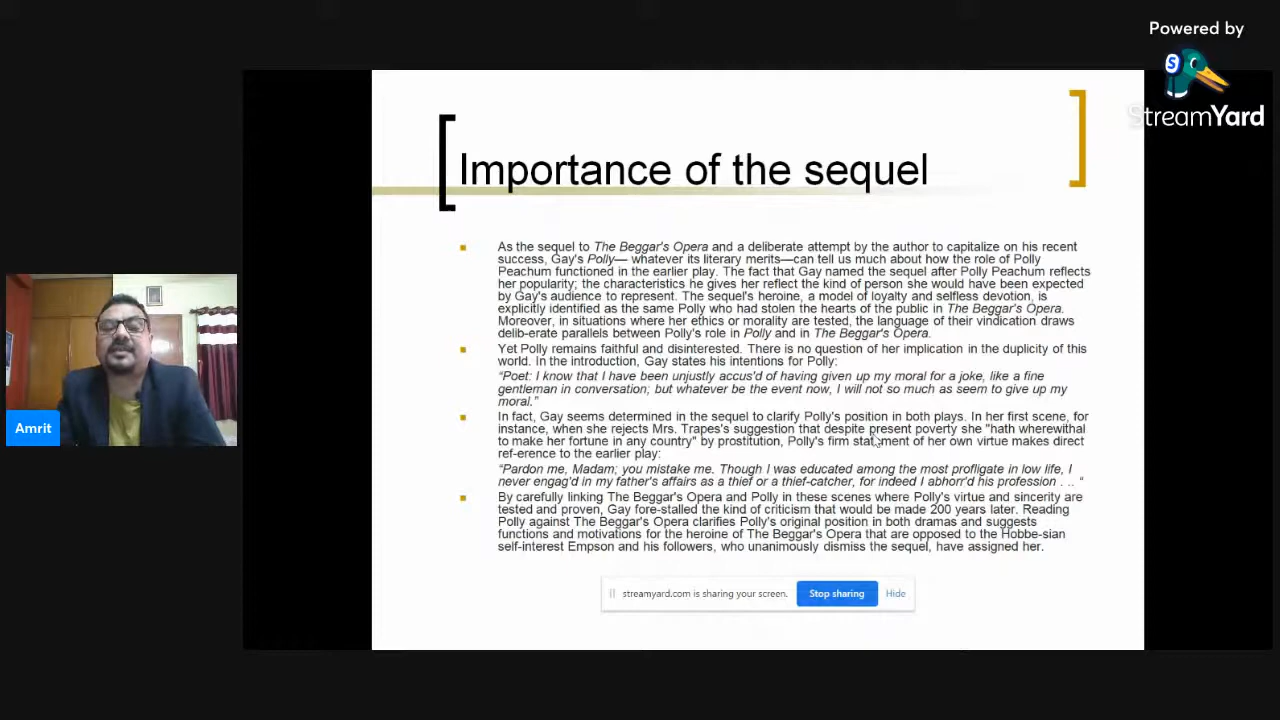 Powered by
StreamYard
Importance of the sequel
As the sequel to The Beggar's Opera and a deliberate attempt by the author to capitalize on his recent
success, Gay's Polly— whatever its literary merits—can tell us much about how the role of Polly
Peachum functioned in the earlier play. The fact that Gay named the sequel after Polly Peachum reflects
her popularity; the characteristics he gives her reflect the kind of person she would have been expected
by Gay's audience to represent. The sequel's heroine, a model of loyalty and selfless devotion, is
explicitly identified as the same Polly who had stolen the hearts of the public in The Beggar's Opera.
Moreover, in situations where her ethics or morality are tested, the language of their vindication draws
delib-erate parallels between Polly's role in Polly and in The Beggar's Opera.
Yet Polly remains faithful and disinterested. There is no question of her implication in the duplicity of this
world. In the introduction, Gay states his intentions for Polly:
“Poet: I know that I have been unjustly accus'd of having given up my moral for a joke, like a fine
gentleman in conversation; but whatever be the event now, I will not so much as seem to give up my
moral.”
In fact, Gay seems determined in the sequel to clarify Polly's position in both plays. In her first scene, for
instance, when she rejects Mrs. Trapes's suggestion that despite present poverty she "hath wherewithal
to make her fortune in any country" by prostitution, Polly's firm statement of her own virtue makes direct
ref-erence to the earlier play:
“Pardon me, Madam; you mistake me. Though I was educated among the most profligate in low life, I
never engag'd in my father's affairs as a thief or a thief-catcher, for indeed I abhorr'd his profession . .. “
By carefully linking The Beggar's Opera and Polly in these scenes where Polly's virtue and sincerity are
tested and proven, Gay fore-stalled the kind of criticism that would be made 200 years later. Reading
Polly against The Beggar's Opera clarifies Polly's original position in both dramas and suggests
functions and motivations for the heroine of The Beggar's Opera that are opposed to the Hobbe-sian
self-interest Empson and his followers, who unanimously dismiss the sequel, have assigned her.
Amrit
streamyard.com is sharing your screen. Stop sharing Hide